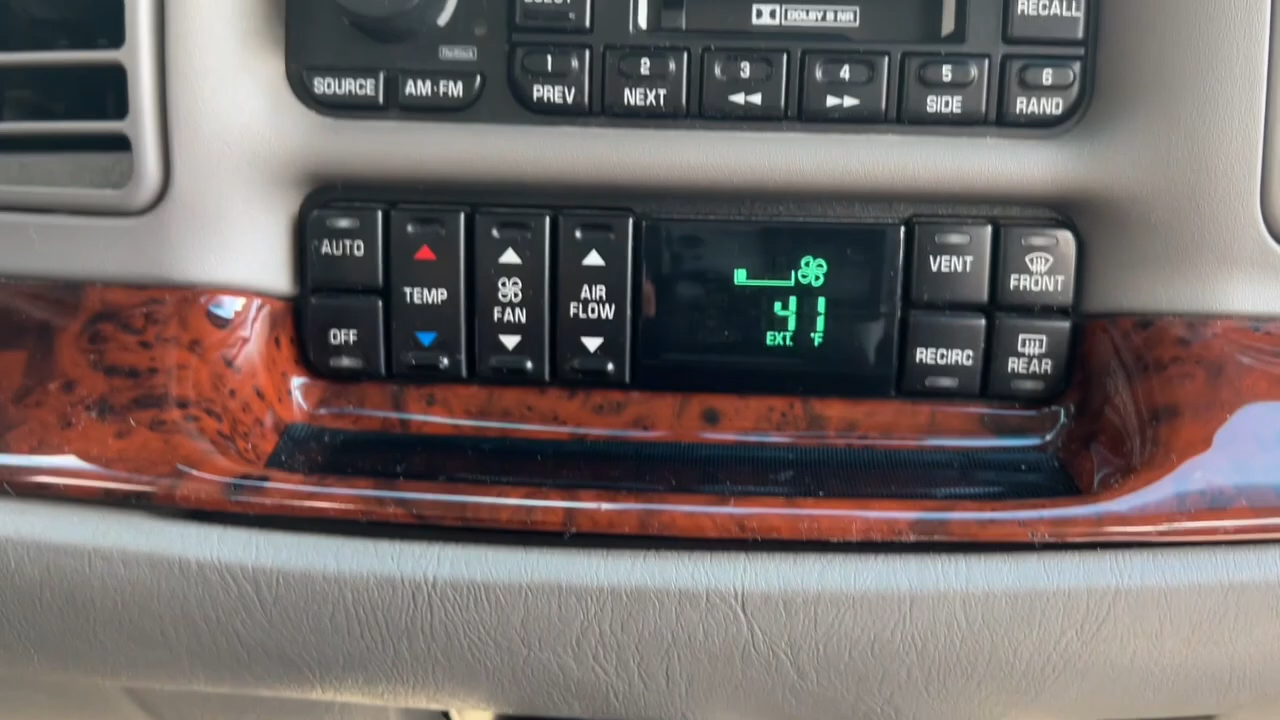 RECALL
DOLBY B NR
SOURCE
AM·FM
1
PREV
2
NEXT
3
4
5
SIDE
6
RAND
AUTO
OFF
TEMP
FAN
AIR
FLOW
41
EXT. °F
VENT
FRONT
RECIRC
REAR